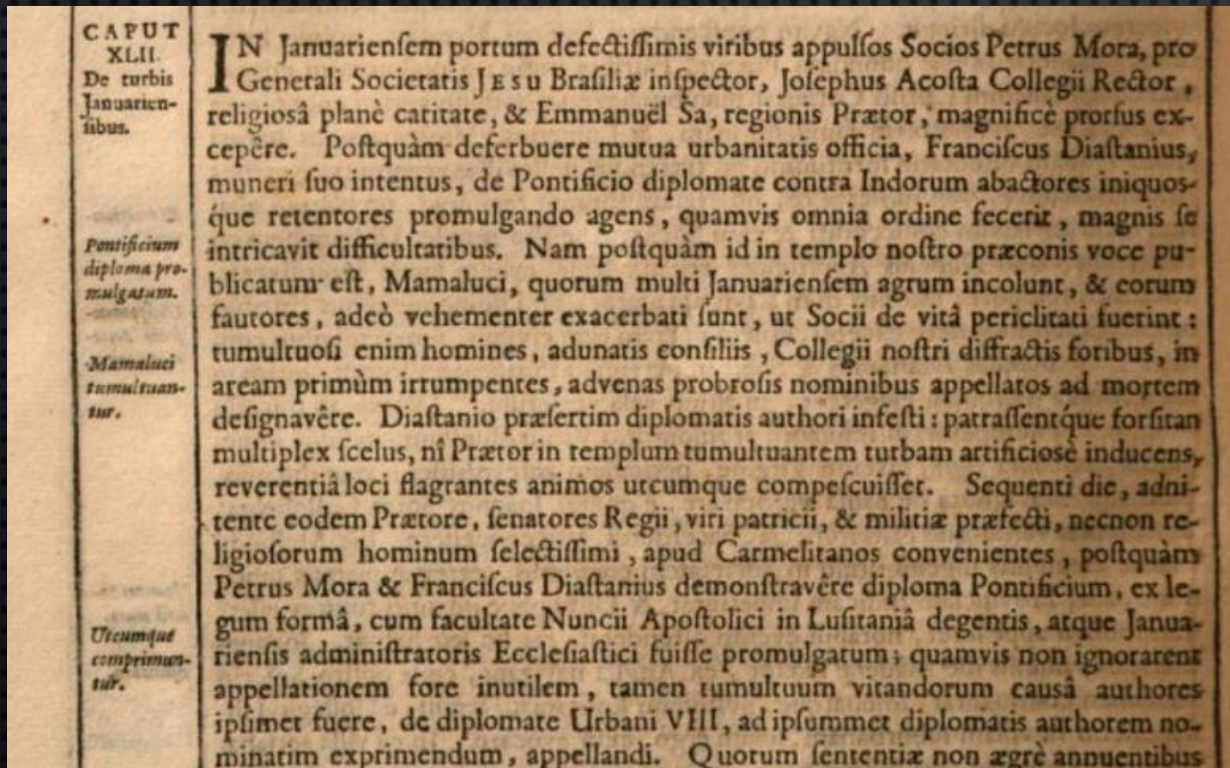 CAPUT
XLII.
De turbis
Januarien-
sibus.
Pontificium
diploma pro-
mulgatum.
Mamaluci
tumultuan-
tur.
Utcumque
comprimun-
tur.
IN Januarienſem portum defectiſſimis viribus appulſos Socios Petrus Mora, pro
Generali Societatis JESU Braſiliæ inſpector, Joſephus Acoſta Collegii Rector,
religioſâ planè caritate, & Emmanuël Sa, regionis Prætor, magnificè prorſus ex-
cepêre. Poſtquàm deferbuere mutua urbanitatis officia, Franciſcus Diaſtanius,
muneri ſuo intentus, de Pontificio diplomate contra Indorum abactores iniquos-
que retentores promulgando agens, quamvis omnia ordine fecerit, magnis ſe
intricavit difficultatibus. Nam poſtquàm id in templo noſtro præconis voce pu-
blicatum eſt, Mamaluci, quorum multi Januarienſem agrum incolunt, & eorum
fautores, adeò vehementer exacerbati ſunt, ut Socii de vitâ periclitati fuerint:
tumultuoſi enim homines, adunatis conſiliis, Collegii noſtri diffractis foribus, in
aream primùm irrumpentes, advenas probroſis nominibus appellatos ad mortem
deſignavêre. Diaſtanio præſertim diplomatis authori infeſti: patraſſentque forſitan
multiplex ſcelus, nî Prætor in templum tumultuantem turbam artificiosè inducens,
reverentiâ loci flagrantes animos utcumque compeſcuiſſet. Sequenti die, adni-
tente eodem Prætore, ſenatores Regii, viri patricii, & militiæ præfecti, necnon re-
ligioſorum hominum ſelectiſſimi, apud Carmelitanos convenientes, poſtquàm
Petrus Mora & Franciſcus Diaſtanius demonſtravêre diploma Pontificium, ex le-
gum formâ, cum facultate Nuncii Apoſtolici in Luſitaniâ degentis, atque Janua-
rienſis adminiſtratoris Eccleſiaſtici fuiſſe promulgatum; quamvis non ignorarent
appellationem fore inutilem, tamen tumultuum vitandorum causâ authores
ipſimet fuere, de diplomate Urbani VIII, ad ipſummet diplomatis authorem no-
minatim exprimendum, appellandi. Quorum ſententiæ non ægrè annuentibus